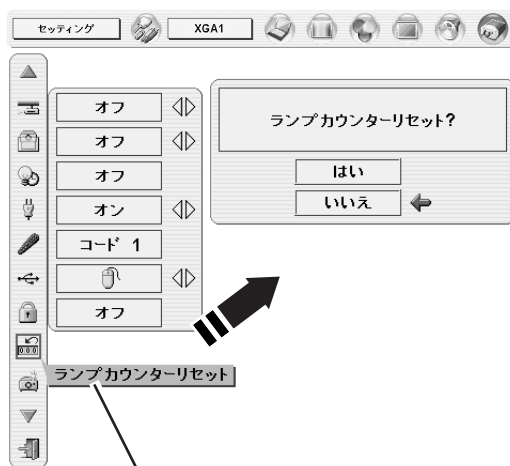 セッティング
XGA1
オフ
オフ
オフ
オン
コード 1
オフ
ランプカウンターリセット
ランプカウンターリセット?
はい
いいえ